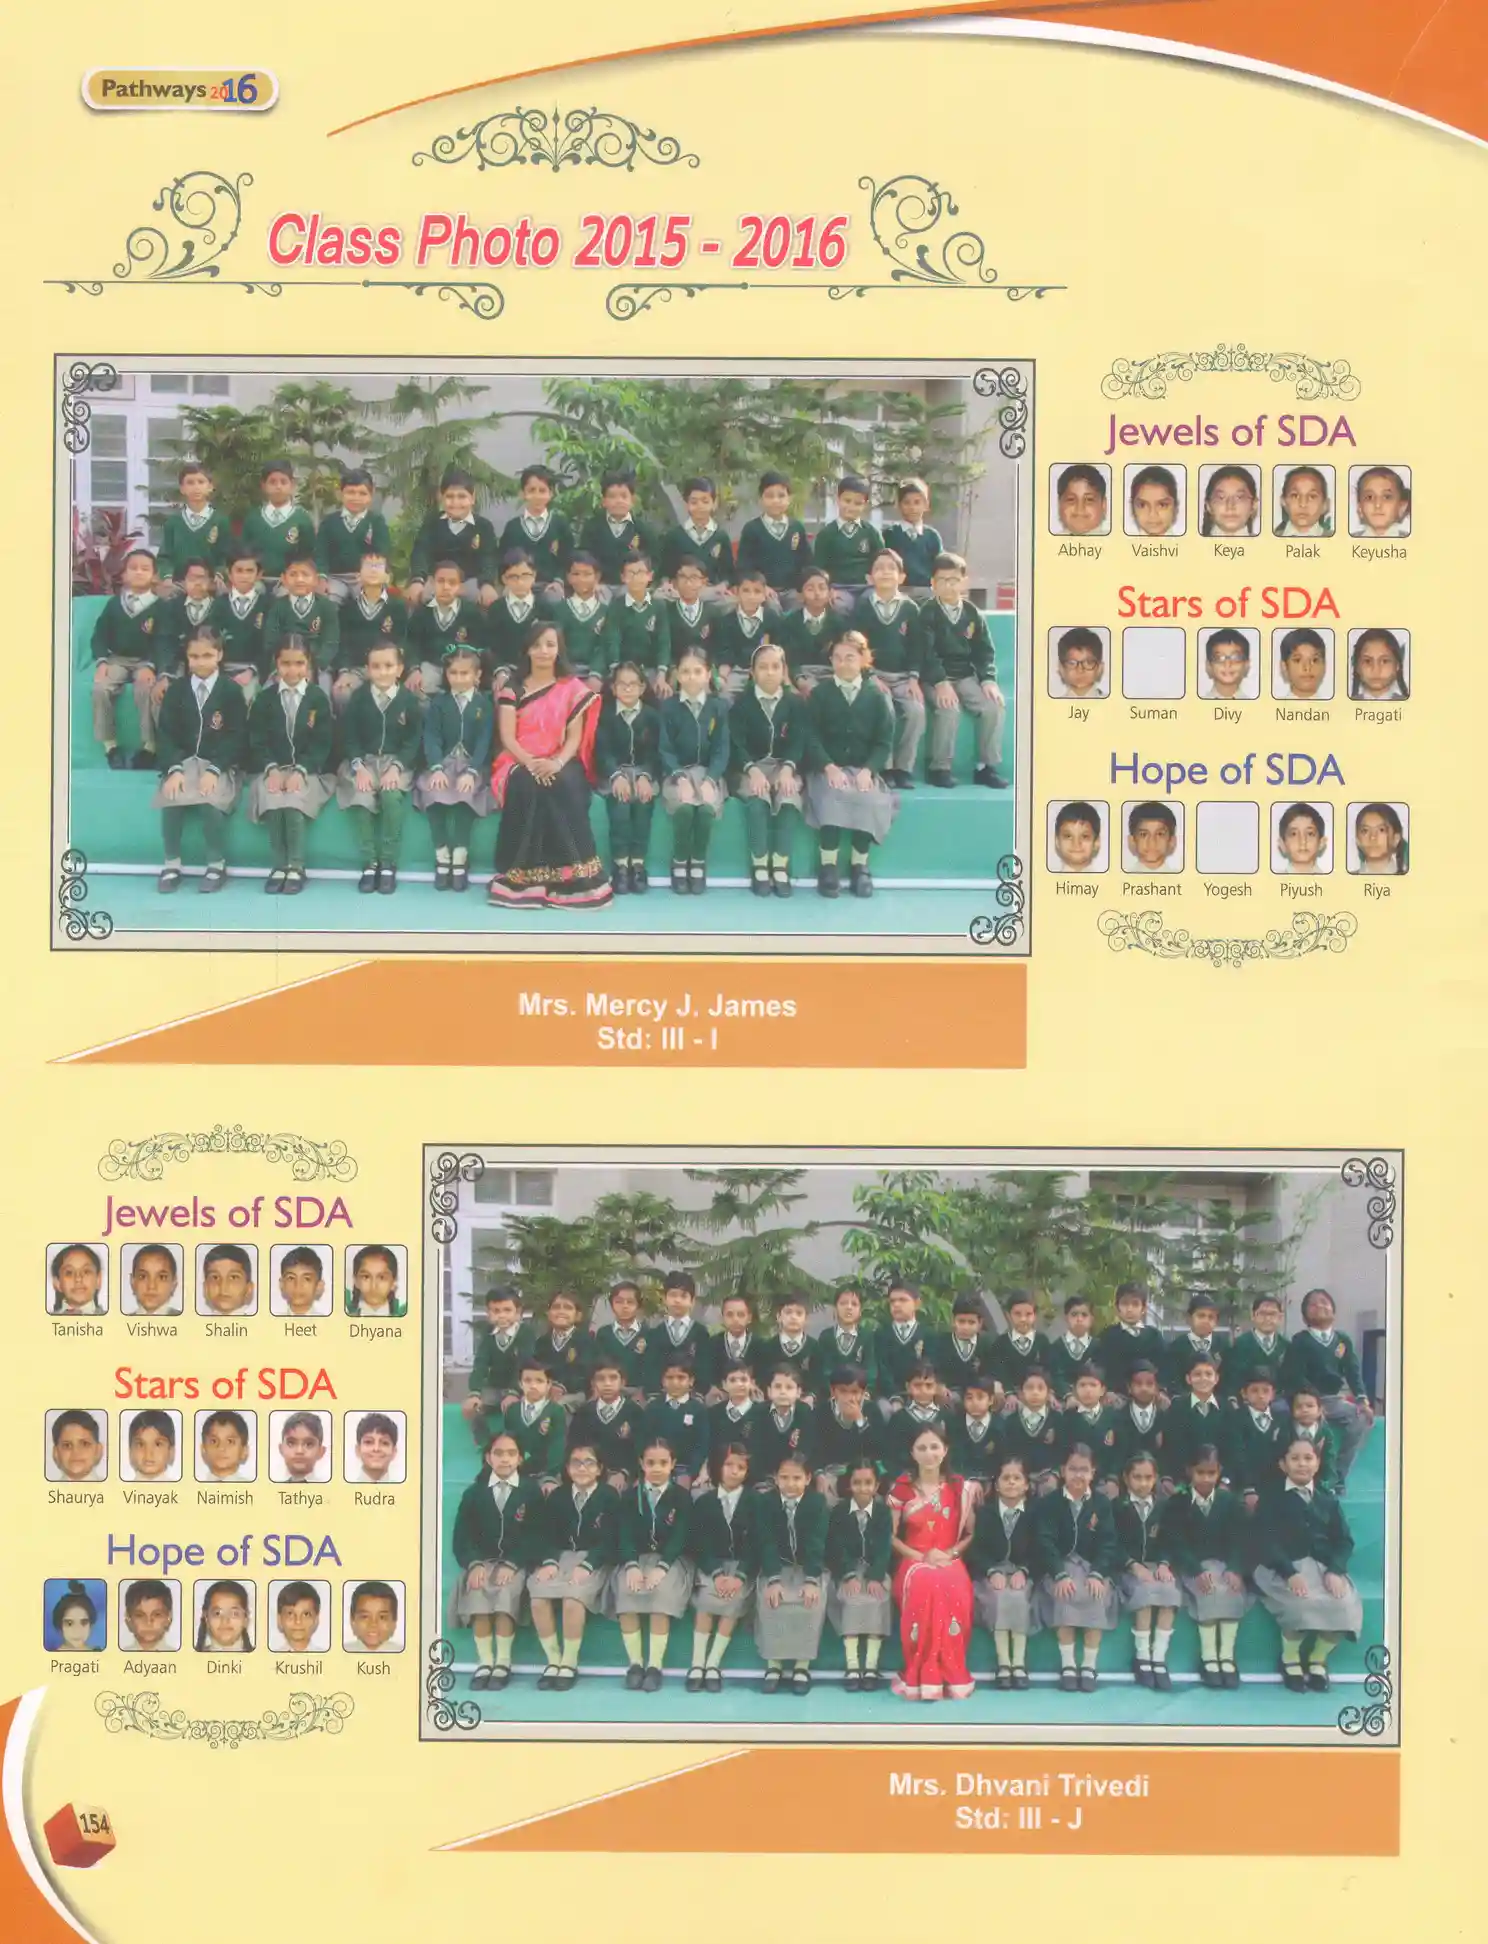 Pathways 2016
Class Photo 2015 - 2016
Jewels of SDA
Abhay Vaishvi Keya Palak Keyusha
Stars of SDA
Jay Suman Divy Nandan Pragati
Hope of SDA
Himay Prashant Yogesh Piyush Riya
Mrs. Mercy J. James
Std: III - I
Jewels of SDA
Tanisha Vishwa Shalin Heet Dhyana
Stars of SDA
Shaurya Vinayak Naimish Tathya Rudra
Hope of SDA
Pragati Adyaan Dinki Krushil Kush
Mrs. Dhvani Trivedi
Std: III - J
154